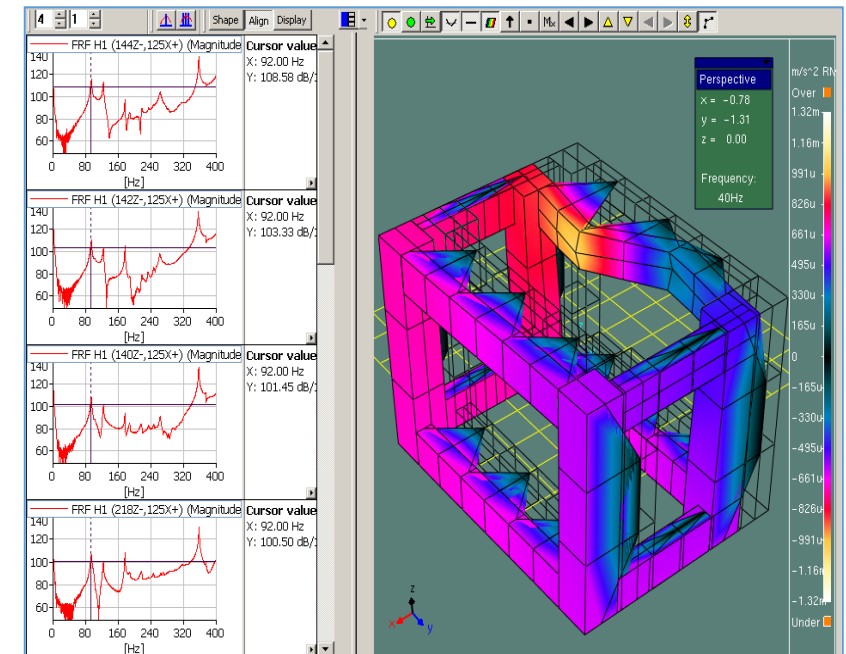 4 1 Shape Align Display
FRF H1 (144Z-,125X+) (Magnitude
Cursor value
X: 92.00 Hz
Y: 108.58 dB/
140
120
100
80
60
0 80 160 240 320 400
[Hz]
FRF H1 (142Z-,125X+) (Magnitude
Cursor value
X: 92.00 Hz
Y: 103.33 dB/
140
120
100
80
60
0 80 160 240 320 400
[Hz]
FRF H1 (140Z-,125X+) (Magnitude
Cursor value
X: 92.00 Hz
Y: 101.45 dB/
140
120
100
80
60
0 80 160 240 320 400
[Hz]
FRF H1 (218Z-,125X+) (Magnitude
Cursor value
X: 92.00 Hz
Y: 100.50 dB/
140
120
100
80
60
0 80 160 240 320 400
[Hz]
Perspective
x = -0.78
y = -1.31
z = 0.00
Frequency:
40Hz
z
x
y
m/s^2 RM
Over
1.32m
1.16m
991u
826u
661u
495u
330u
165u
0
-165u
-330u
-495u
-661u
-826u
-991u
-1.16m
-1.32m
Under